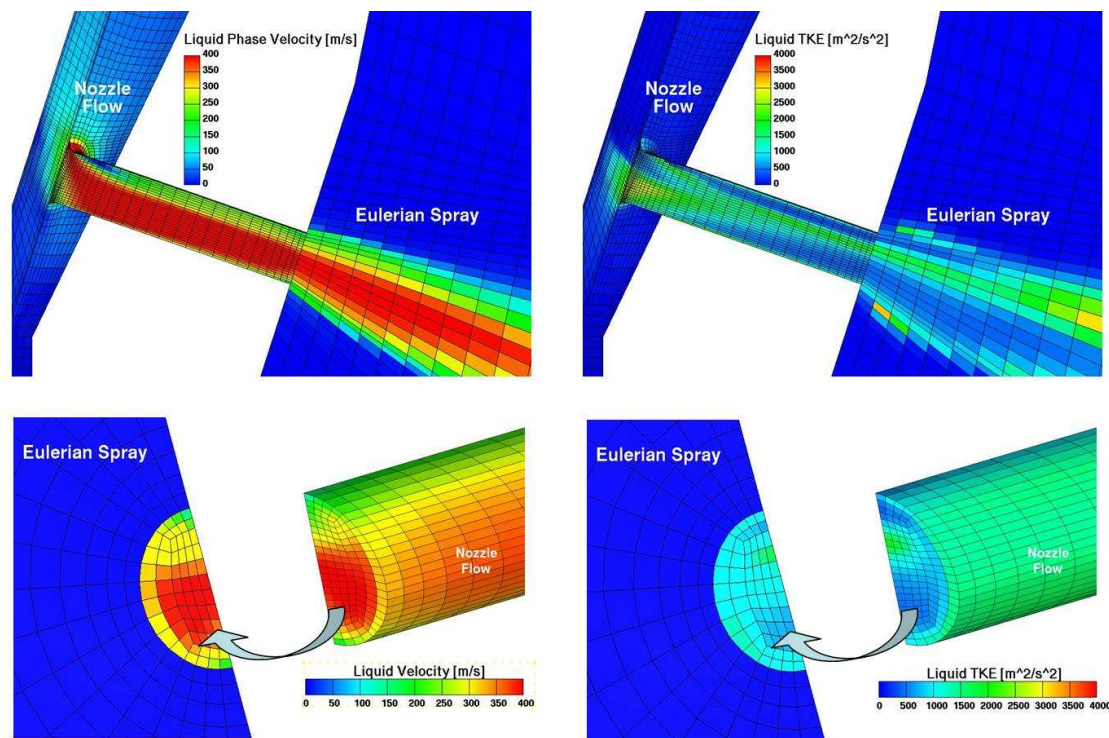 Liquid Phase Velocity [m/s]
400
350
300
250
200
150
100
50
0
Nozzle
Flow
Eulerian Spray
Liquid TKE [m^2/s^2]
4000
3500
3000
2500
2000
1500
1000
500
0
Nozzle
Flow
Eulerian Spray
Eulerian Spray
Nozzle
Flow
Liquid Velocity [m/s]
0 50 100 150 200 250 300 350 400
Eulerian Spray
Nozzle
Flow
Liquid TKE [m^2/s^2]
0 500 1000 1500 2000 2500 3000 3500 4000